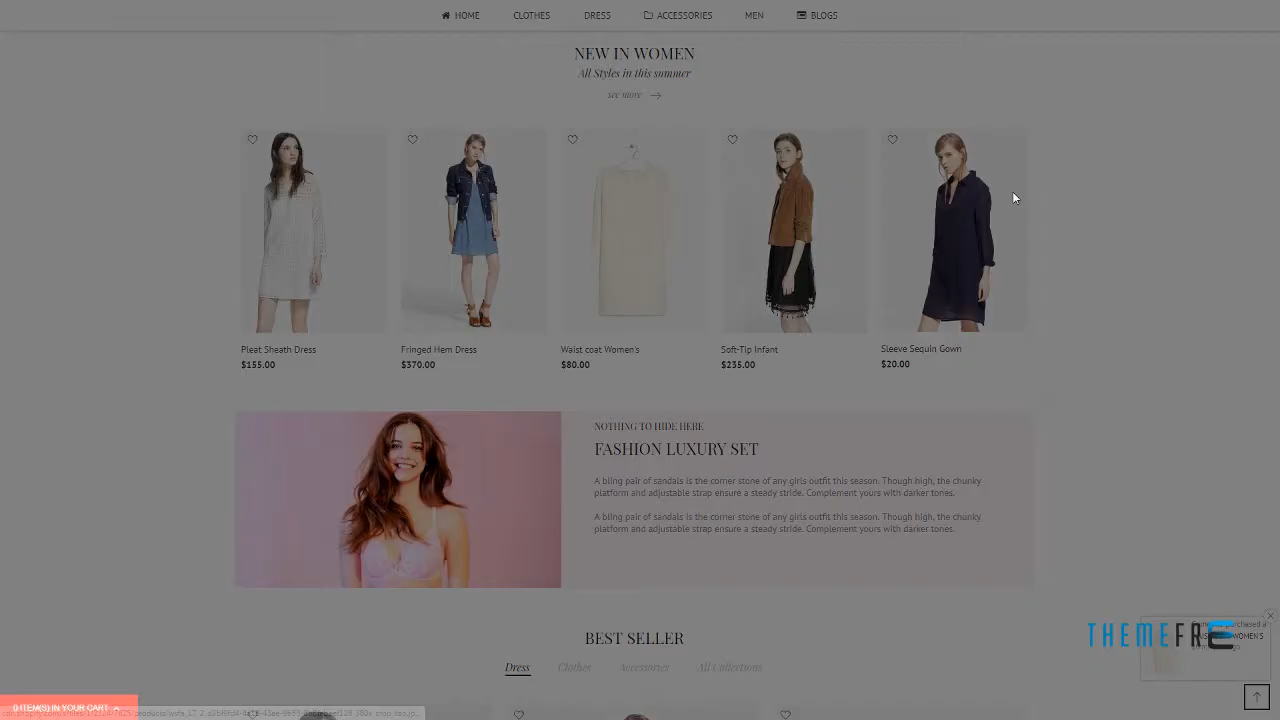 HOME CLOTHES DRESS ACCESSORIES MEN BLOGS
NEW IN WOMEN
All Styles in this summer
see more
Pleat Sheath Dress
$155.00
Fringed Hem Dress
$370.00
Waist coat Women's
$80.00
Soft-Tip Infant
$235.00
Sleeve Sequin Gown
$20.00
NOTHING TO HIDE HERE
FASHION LUXURY SET
A bling pair of sandals is the corner stone of any girls outfit this season. Though high, the chunky
platform and adjustable strap ensure a steady stride. Complement yours with darker tones.
A bling pair of sandals is the corner stone of any girls outfit this season. Though high, the chunky
platform and adjustable strap ensure a steady stride. Complement yours with darker tones.
BEST SELLER
Dress Clothes Accessories All Collections
THEMEFRE
purchased a
WOMEN'S
0 ITEM(S) IN YOUR CART